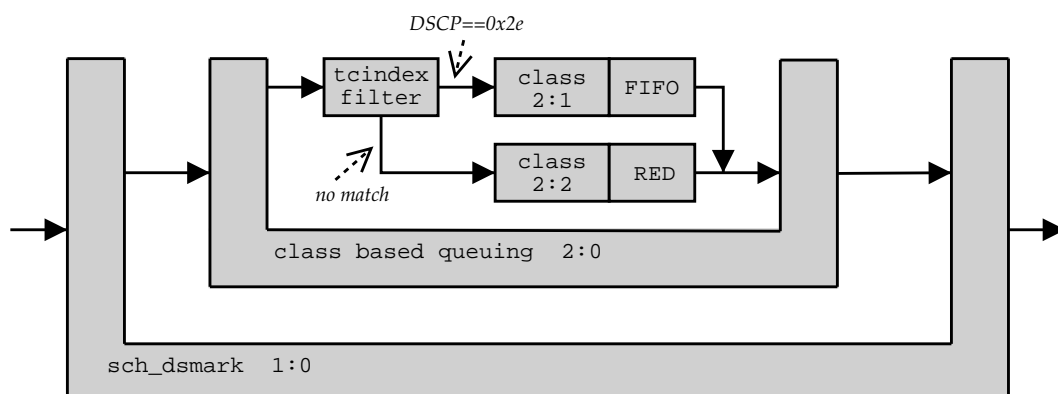 DSCP==0x2e
tcindex
filter
class
2:1
FIFO
class
2:2
RED
no match
class based queuing 2:0
sch_dsmark 1:0